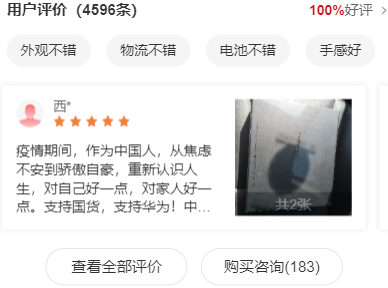 用户评价（4596条）
100%好评 >
外观不错
物流不错
电池不错
手感好
西*
疫情期间，作为中国人，从焦虑
不安到骄傲自豪，重新认识人
生，对自己好一点，对家人好一
点。支持国货，支持华为！中...
共2张
查看全部评价
购买咨询(183)